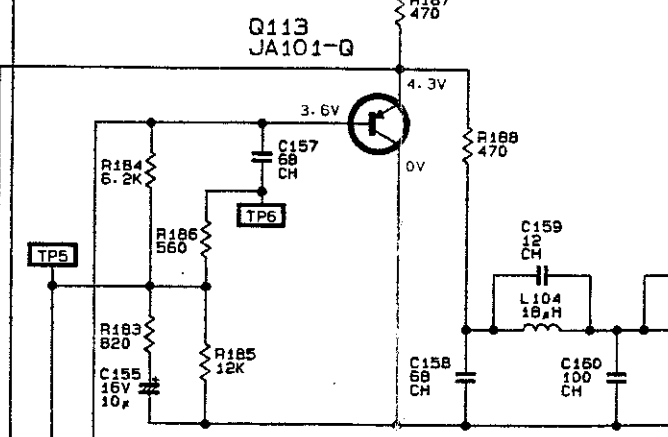 R187
470
Q113
JA101-Q
4.3V
3.6V
C157
68
CH
R188
470
R184
6.2K
0V
TP6
R186
560
C159
12
CH
TP5
L104
18μH
R183
820
R185
12K
C155
16V
10μ
C158
68
CH
C160
100
CH